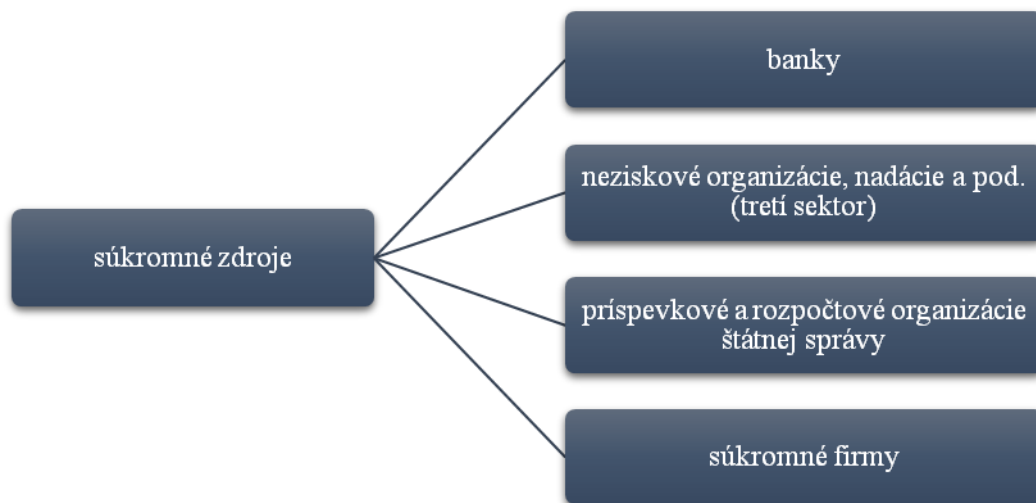 súkromné zdroje
banky
neziskové organizácie, nadácie a pod.
(tretí sektor)
príspevkové a rozpočtové organizácie
štátnej správy
súkromné firmy